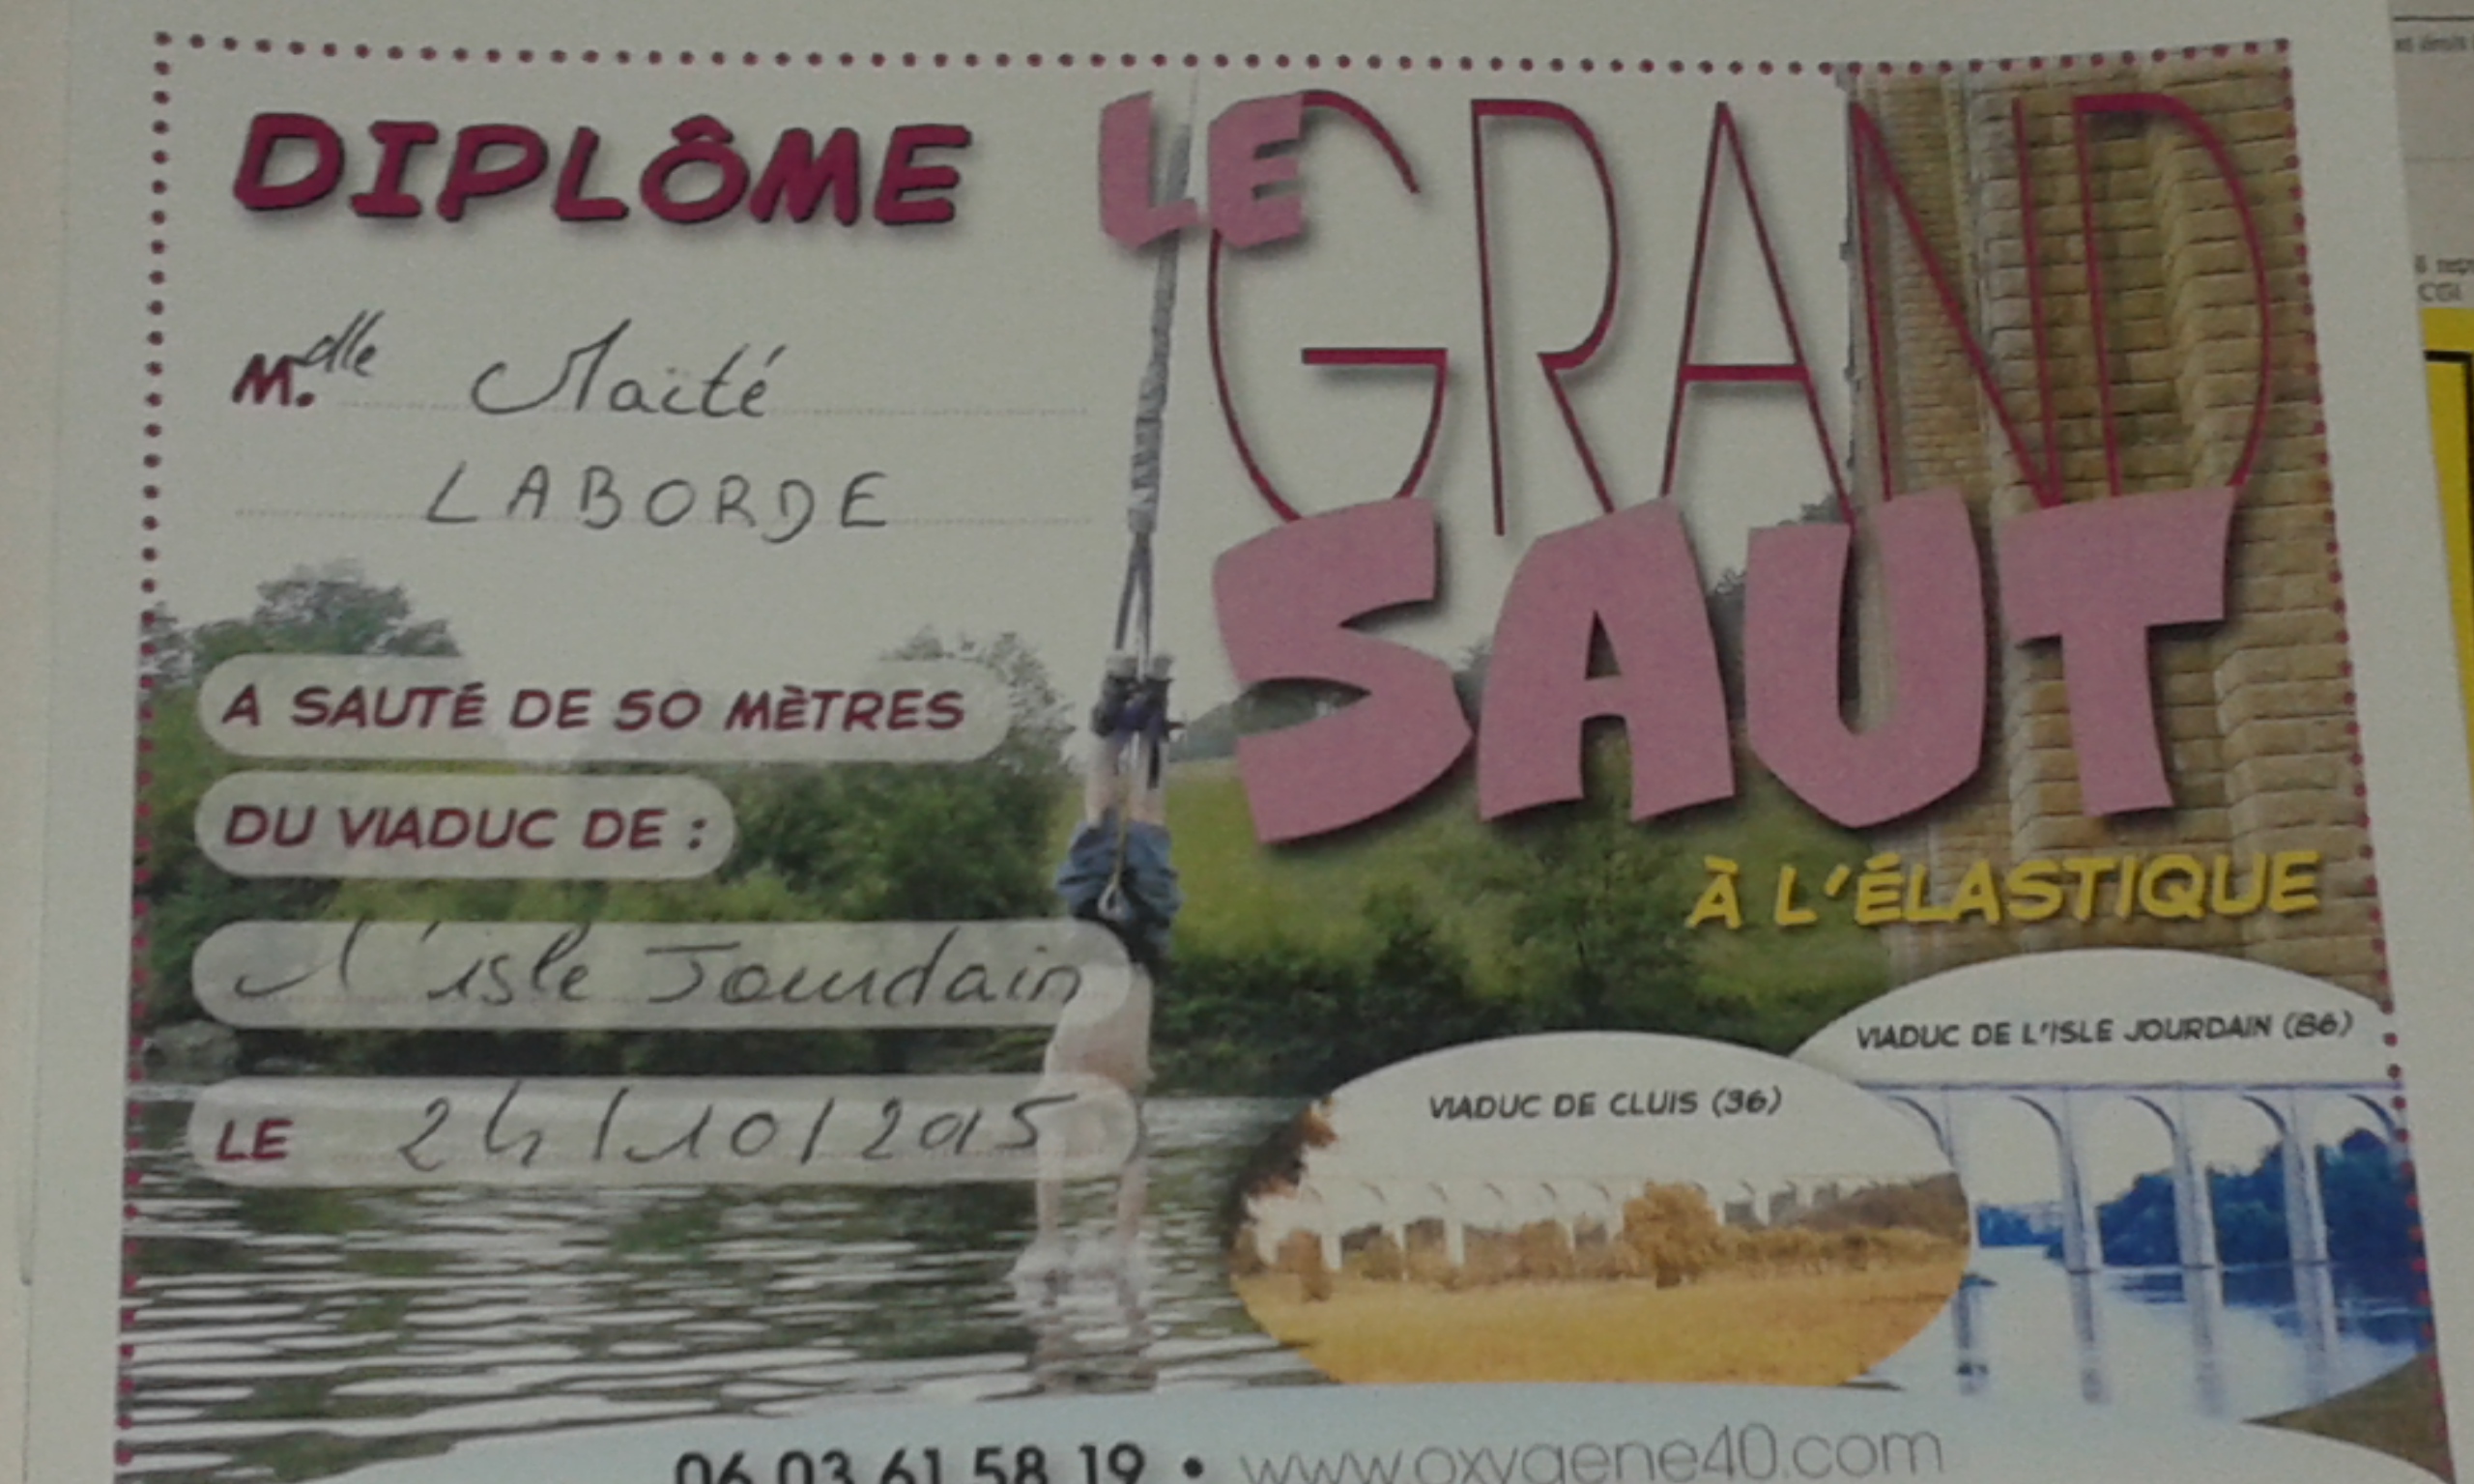 DIPLÔME
M.elle Maïté
LABORDE
A SAUTÉ DE 50 MÈTRES
DU VIADUC DE :
l'isle Jourdain
LE 24/10/2015
LE
GRAND
SAUT
À L'ÉLASTIQUE
VIADUC DE L'ISLE JOURDAIN (86)
VIADUC DE CLUIS (36)
06 03 61 58 19 • www.oxygene40.com
CGI